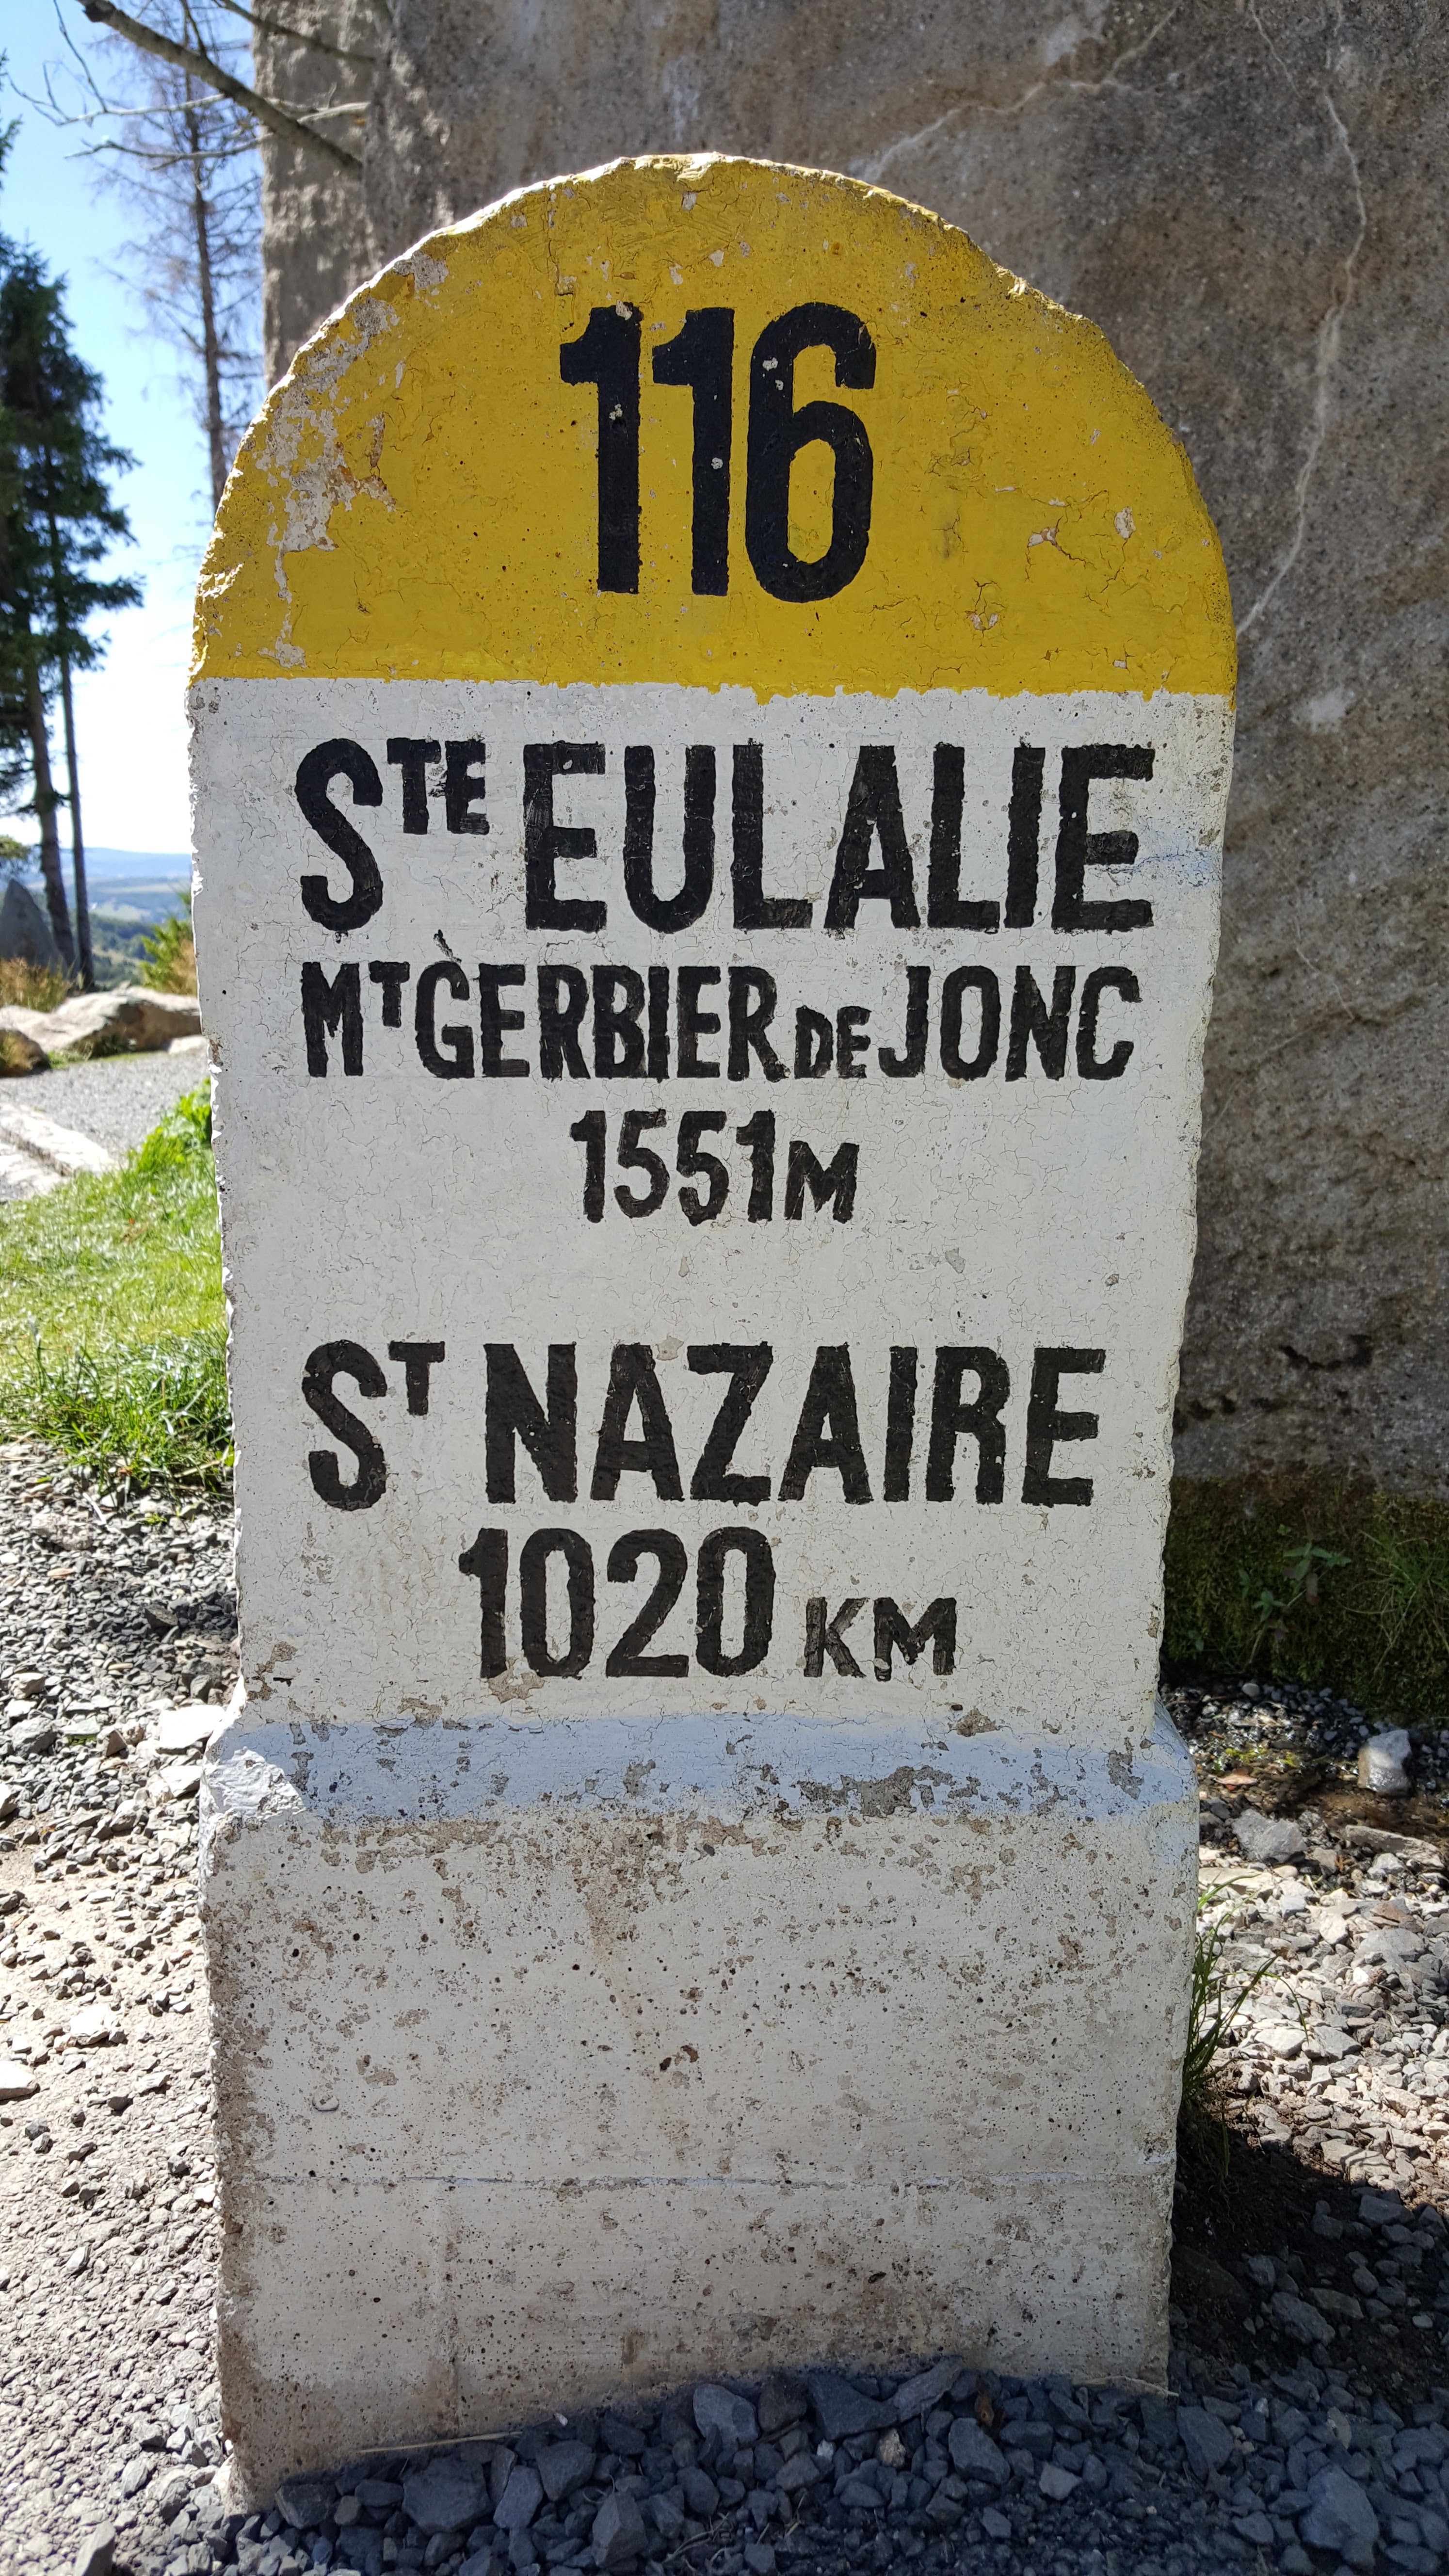 116
STE EULALIE
MT GERBIER DE JONC
1551M
ST NAZAIRE
1020 KM